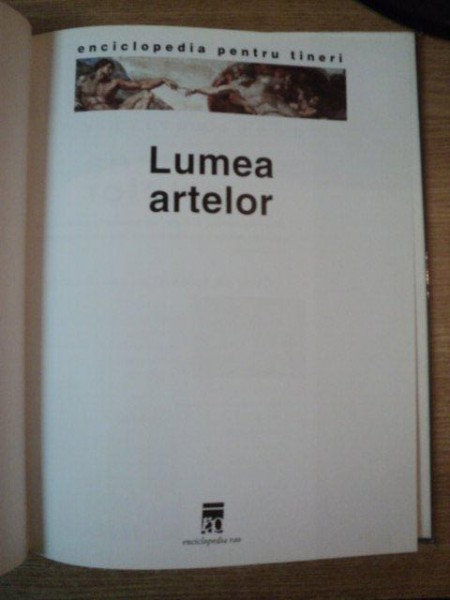 enciclopedia pentru tineri
Lumea
artelor
enciclopedia rao